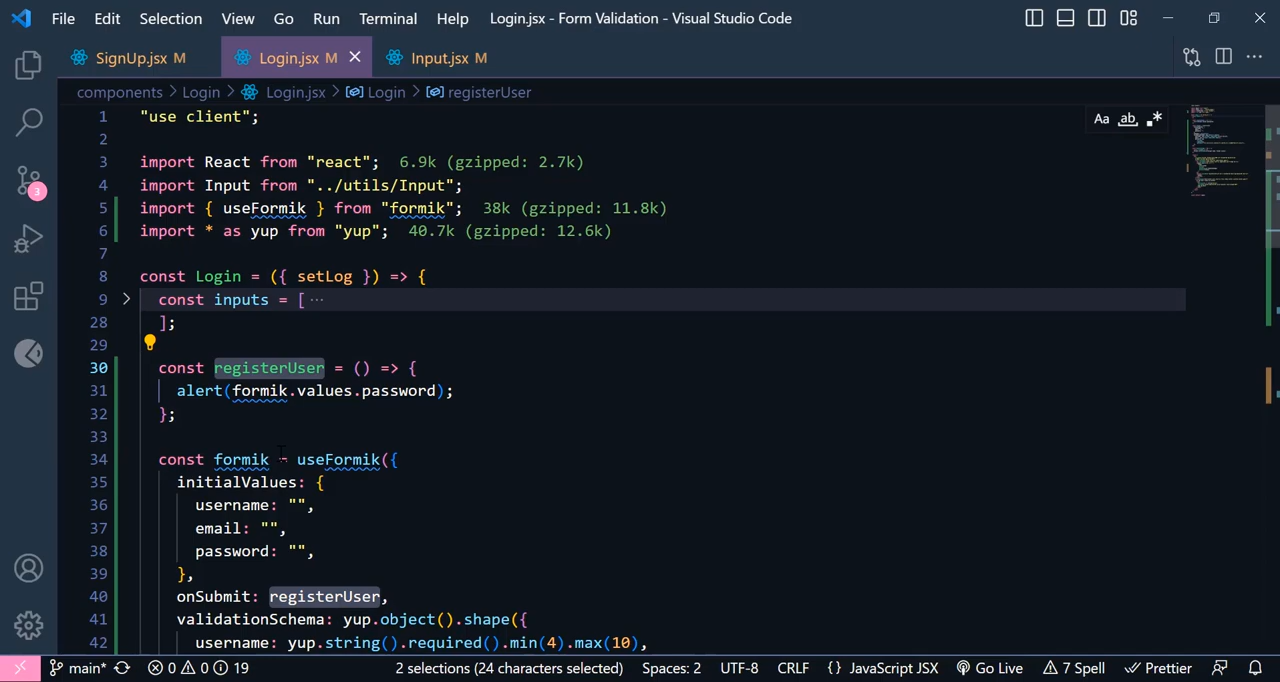 File Edit Selection View Go Run Terminal Help Login.jsx - Form Validation - Visual Studio Code
SignUp.jsx M Login.jsx M Input.jsx M
components > Login > Login.jsx > Login > registerUser
Aa ab
1 "use client";
2
3 import React from "react"; 6.9k (gzipped: 2.7k)
4 import Input from "../utils/Input";
5 import { useFormik } from "formik"; 38k (gzipped: 11.8k)
6 import * as yup from "yup"; 40.7k (gzipped: 12.6k)
7
8 const Login = ({ setLog }) => {
9 const inputs = [ ···
28 ];
29
30 const registerUser = () => {
31 alert(formik.values.password);
32 };
33
34 const formik = useFormik({
35 initialValues: {
36 username: "",
37 email: "",
38 password: "",
39 },
40 onSubmit: registerUser,
41 validationSchema: yup.object().shape({
42 username: yup.string().required().min(4).max(10),
3
main* 0 0 19 2 selections (24 characters selected) Spaces: 2 UTF-8 CRLF {} JavaScript JSX Go Live 7 Spell Prettier